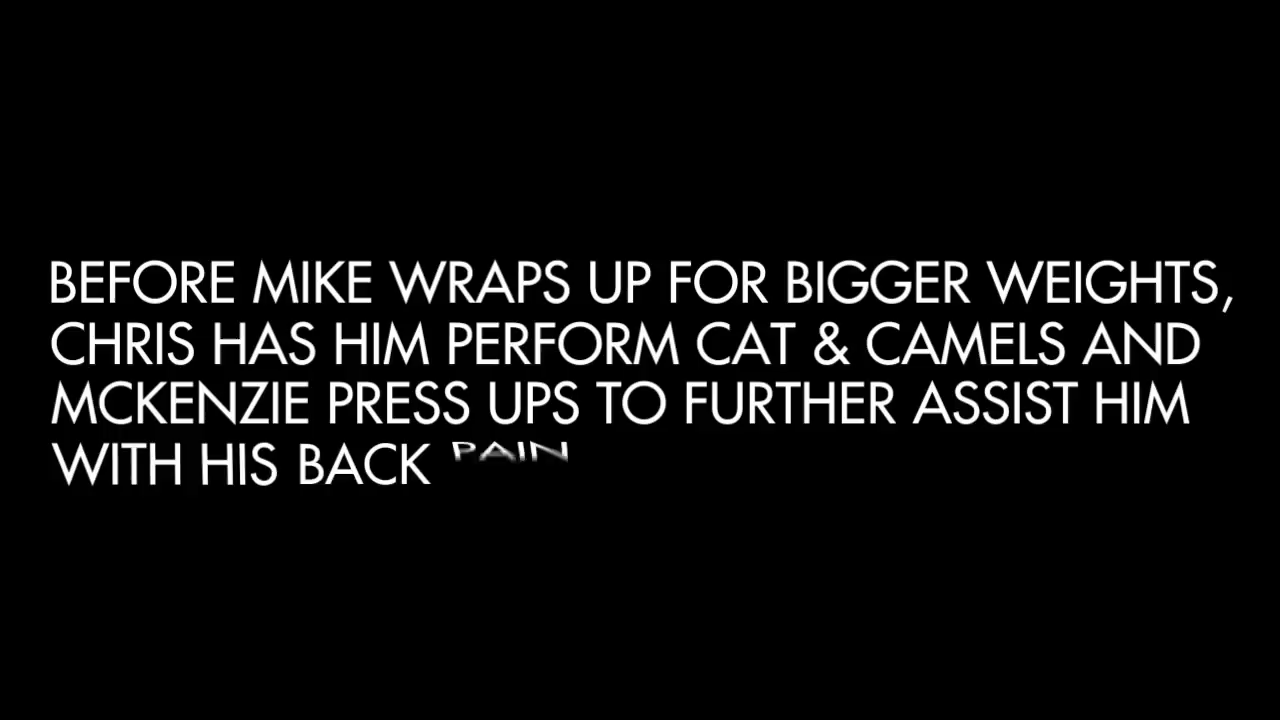 BEFORE MIKE WRAPS UP FOR BIGGER WEIGHTS,
CHRIS HAS HIM PERFORM CAT & CAMELS AND
MCKENZIE PRESS UPS TO FURTHER ASSIST HIM
WITH HIS BACK PAIN